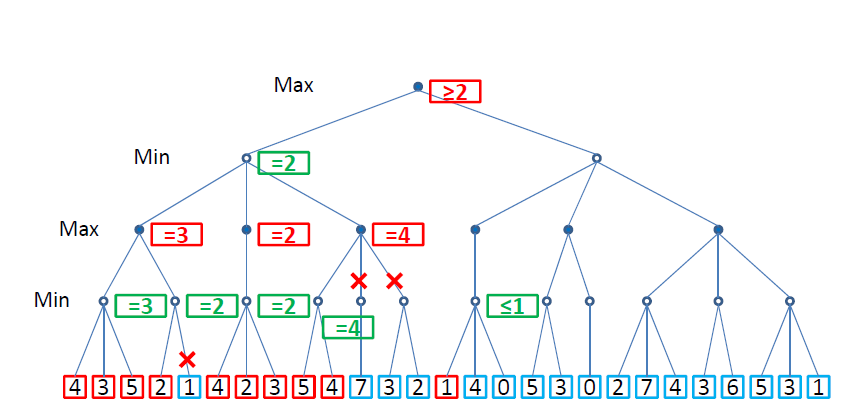 Max
≥2
Min
=2
Max =3 =2 =4
Min =3 =2 =2 ≤1
=4
4 3 5 2 1 4 2 3 5 4 7 3 2 1 4 0 5 3 0 2 7 4 3 6 5 3 1